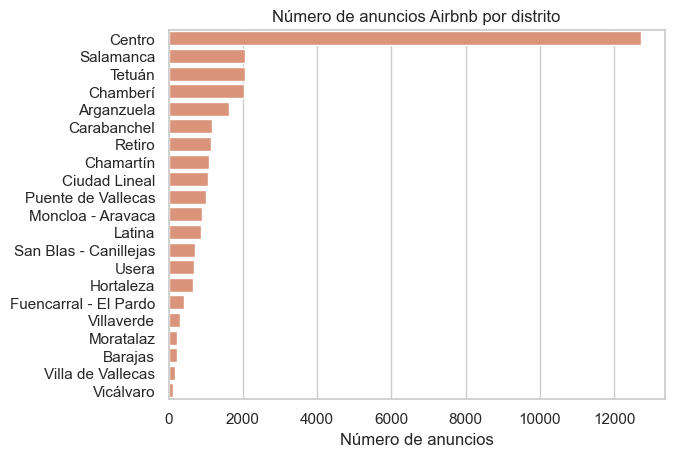 Número de anuncios Airbnb por distrito
Centro
Salamanca
Tetuán
Chamberí
Arganzuela
Carabanchel
Retiro
Chamartín
Ciudad Lineal
Puente de Vallecas
Moncloa - Aravaca
Latina
San Blas - Canillejas
Usera
Hortaleza
Fuencarral - El Pardo
Villaverde
Moratalaz
Barajas
Villa de Vallecas
Vicálvaro
0 2000 4000 6000 8000 10000 12000
Número de anuncios